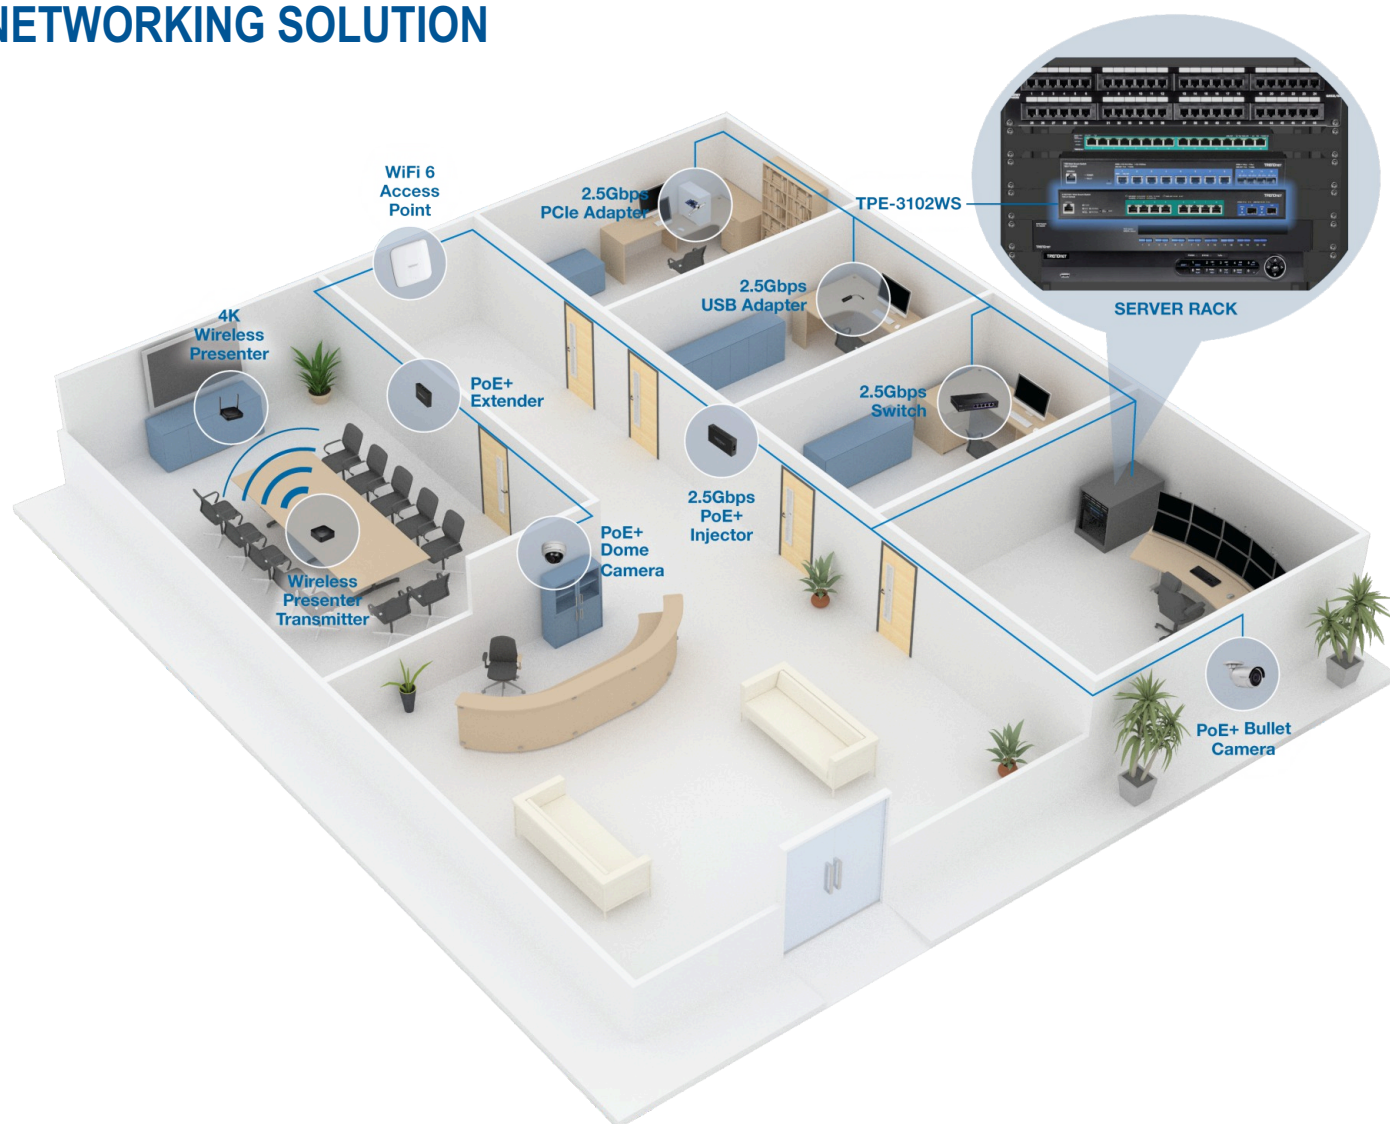 NETWORKING SOLUTION
WiFi 6
Access
Point
2.5Gbps
PCIe Adapter
TPE-3102WS
SERVER RACK
2.5Gbps
USB Adapter
4K
Wireless
Presenter
PoE+
Extender
2.5Gbps
Switch
2.5Gbps
PoE+
Injector
PoE+
Dome
Camera
Wireless
Presenter
Transmitter
PoE+ Bullet
Camera
TRENDnet